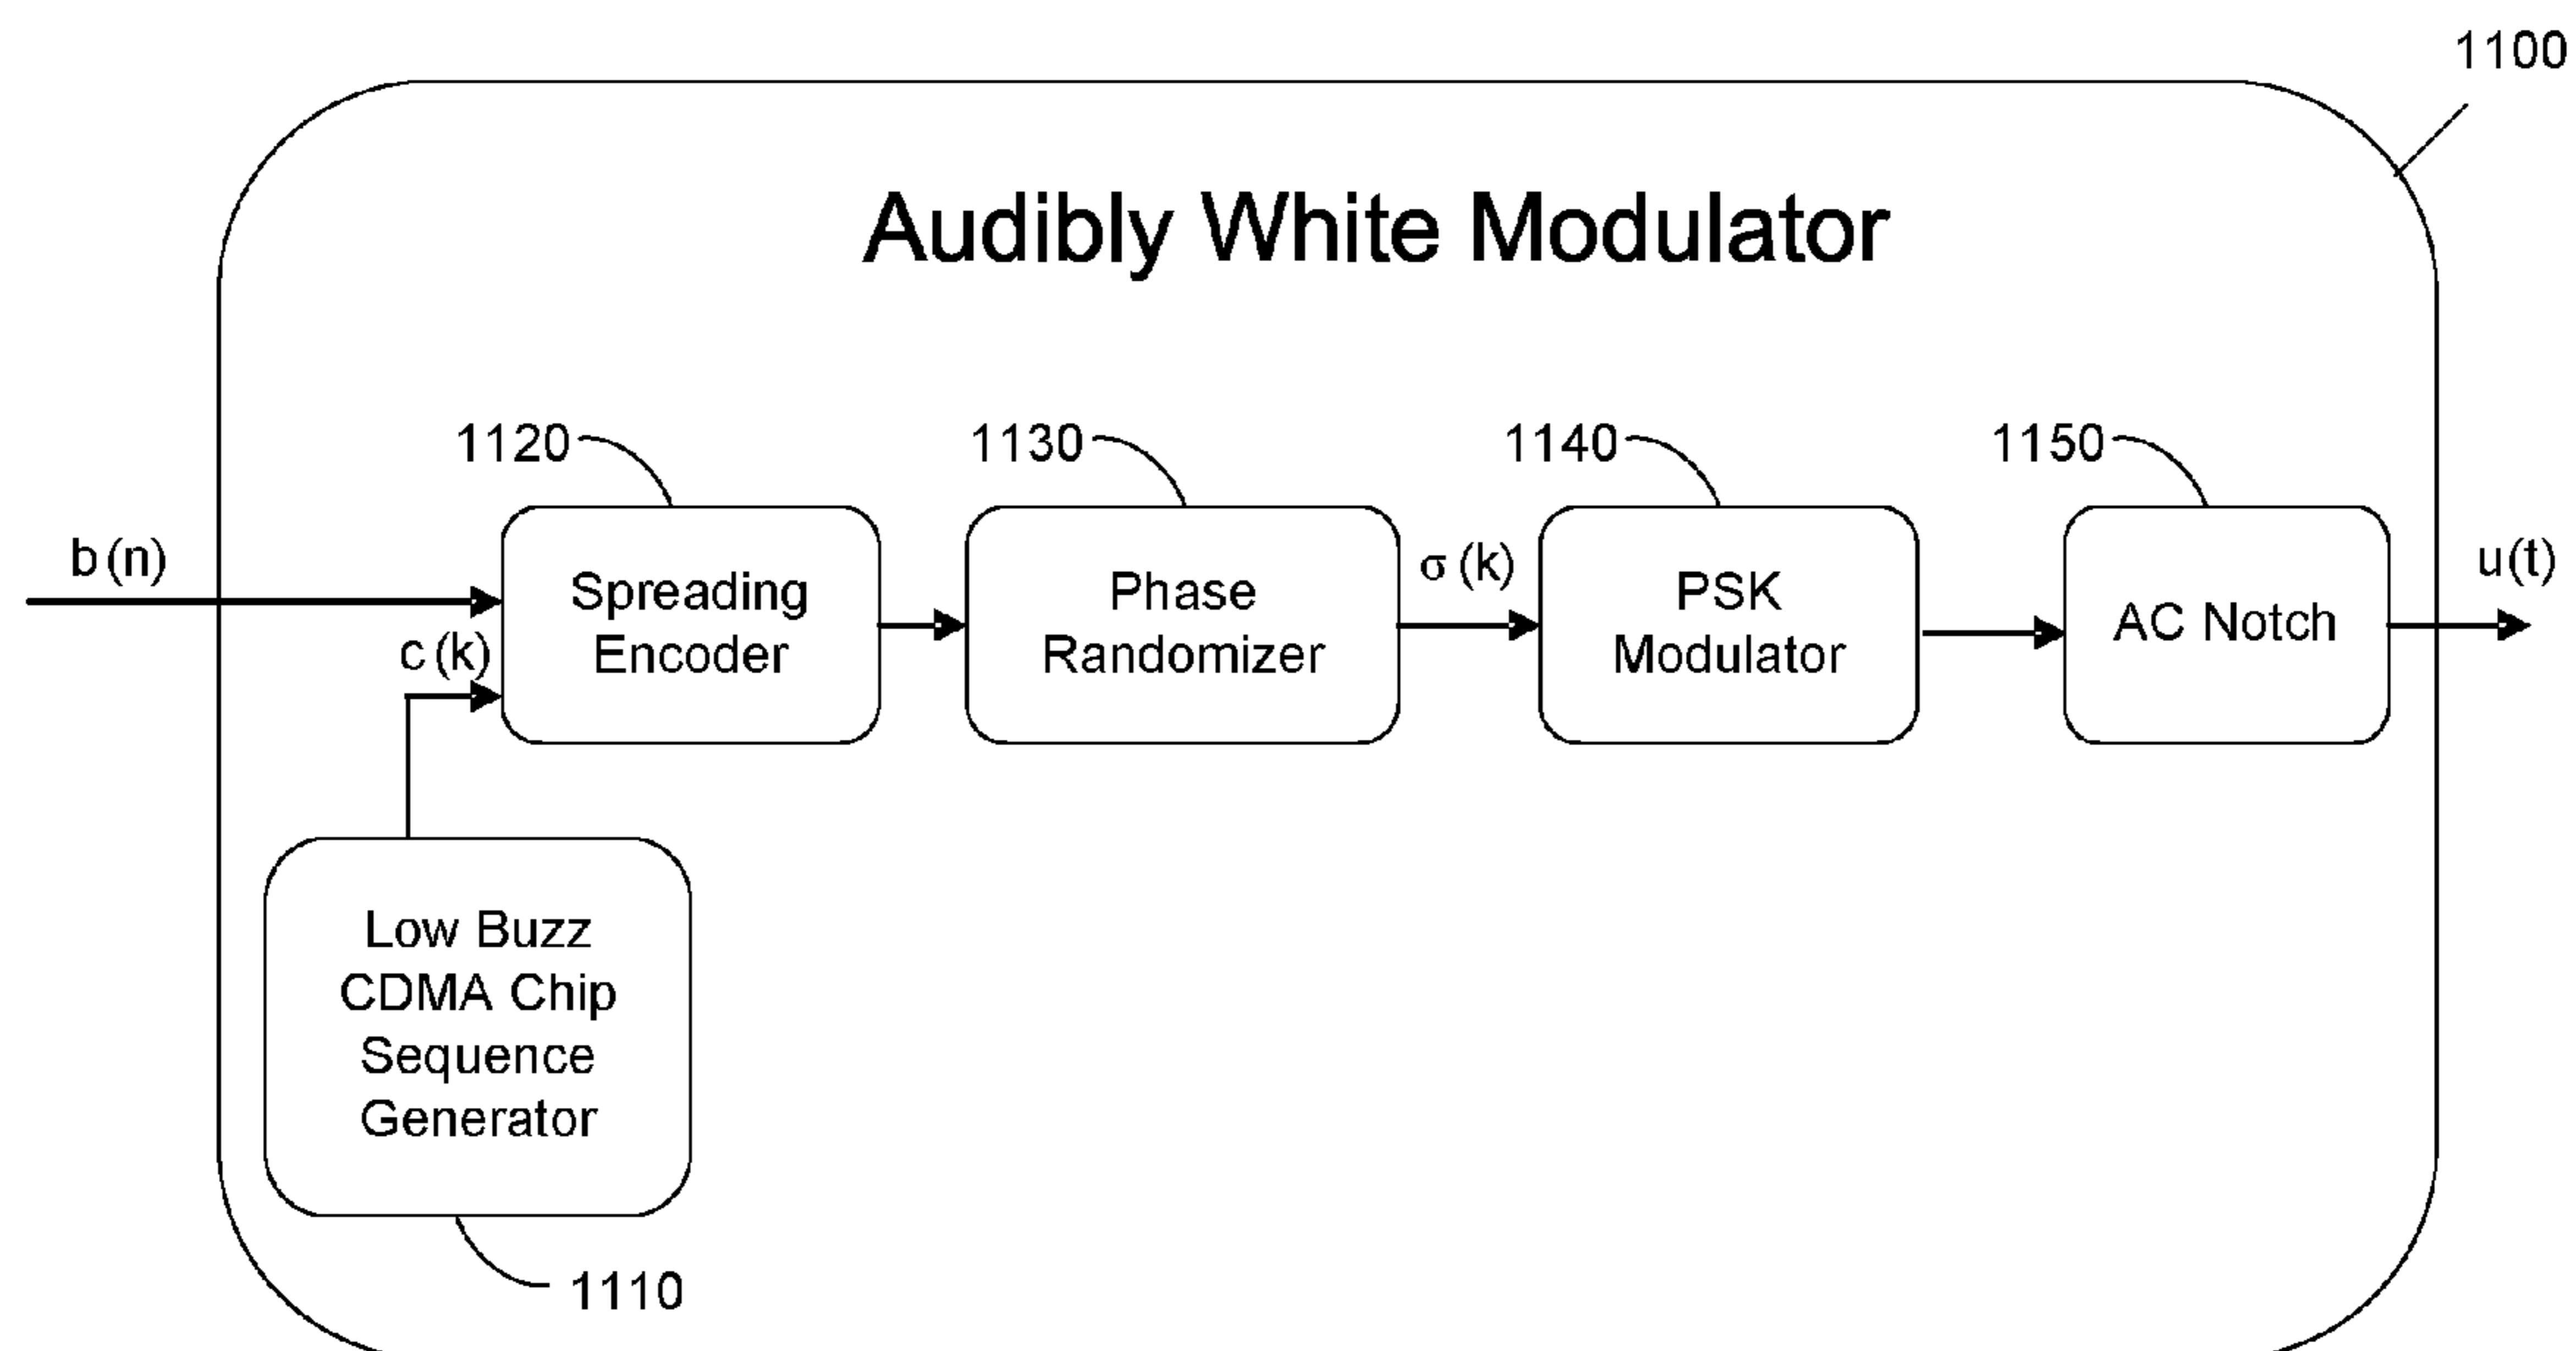 1100
Audibly White Modulator
1120
1130
1140
1150
b(n)
c(k)
Spreading
Encoder
Phase
Randomizer
σ(k)
PSK
Modulator
AC Notch
u(t)
Low Buzz
CDMA Chip
Sequence
Generator
1110